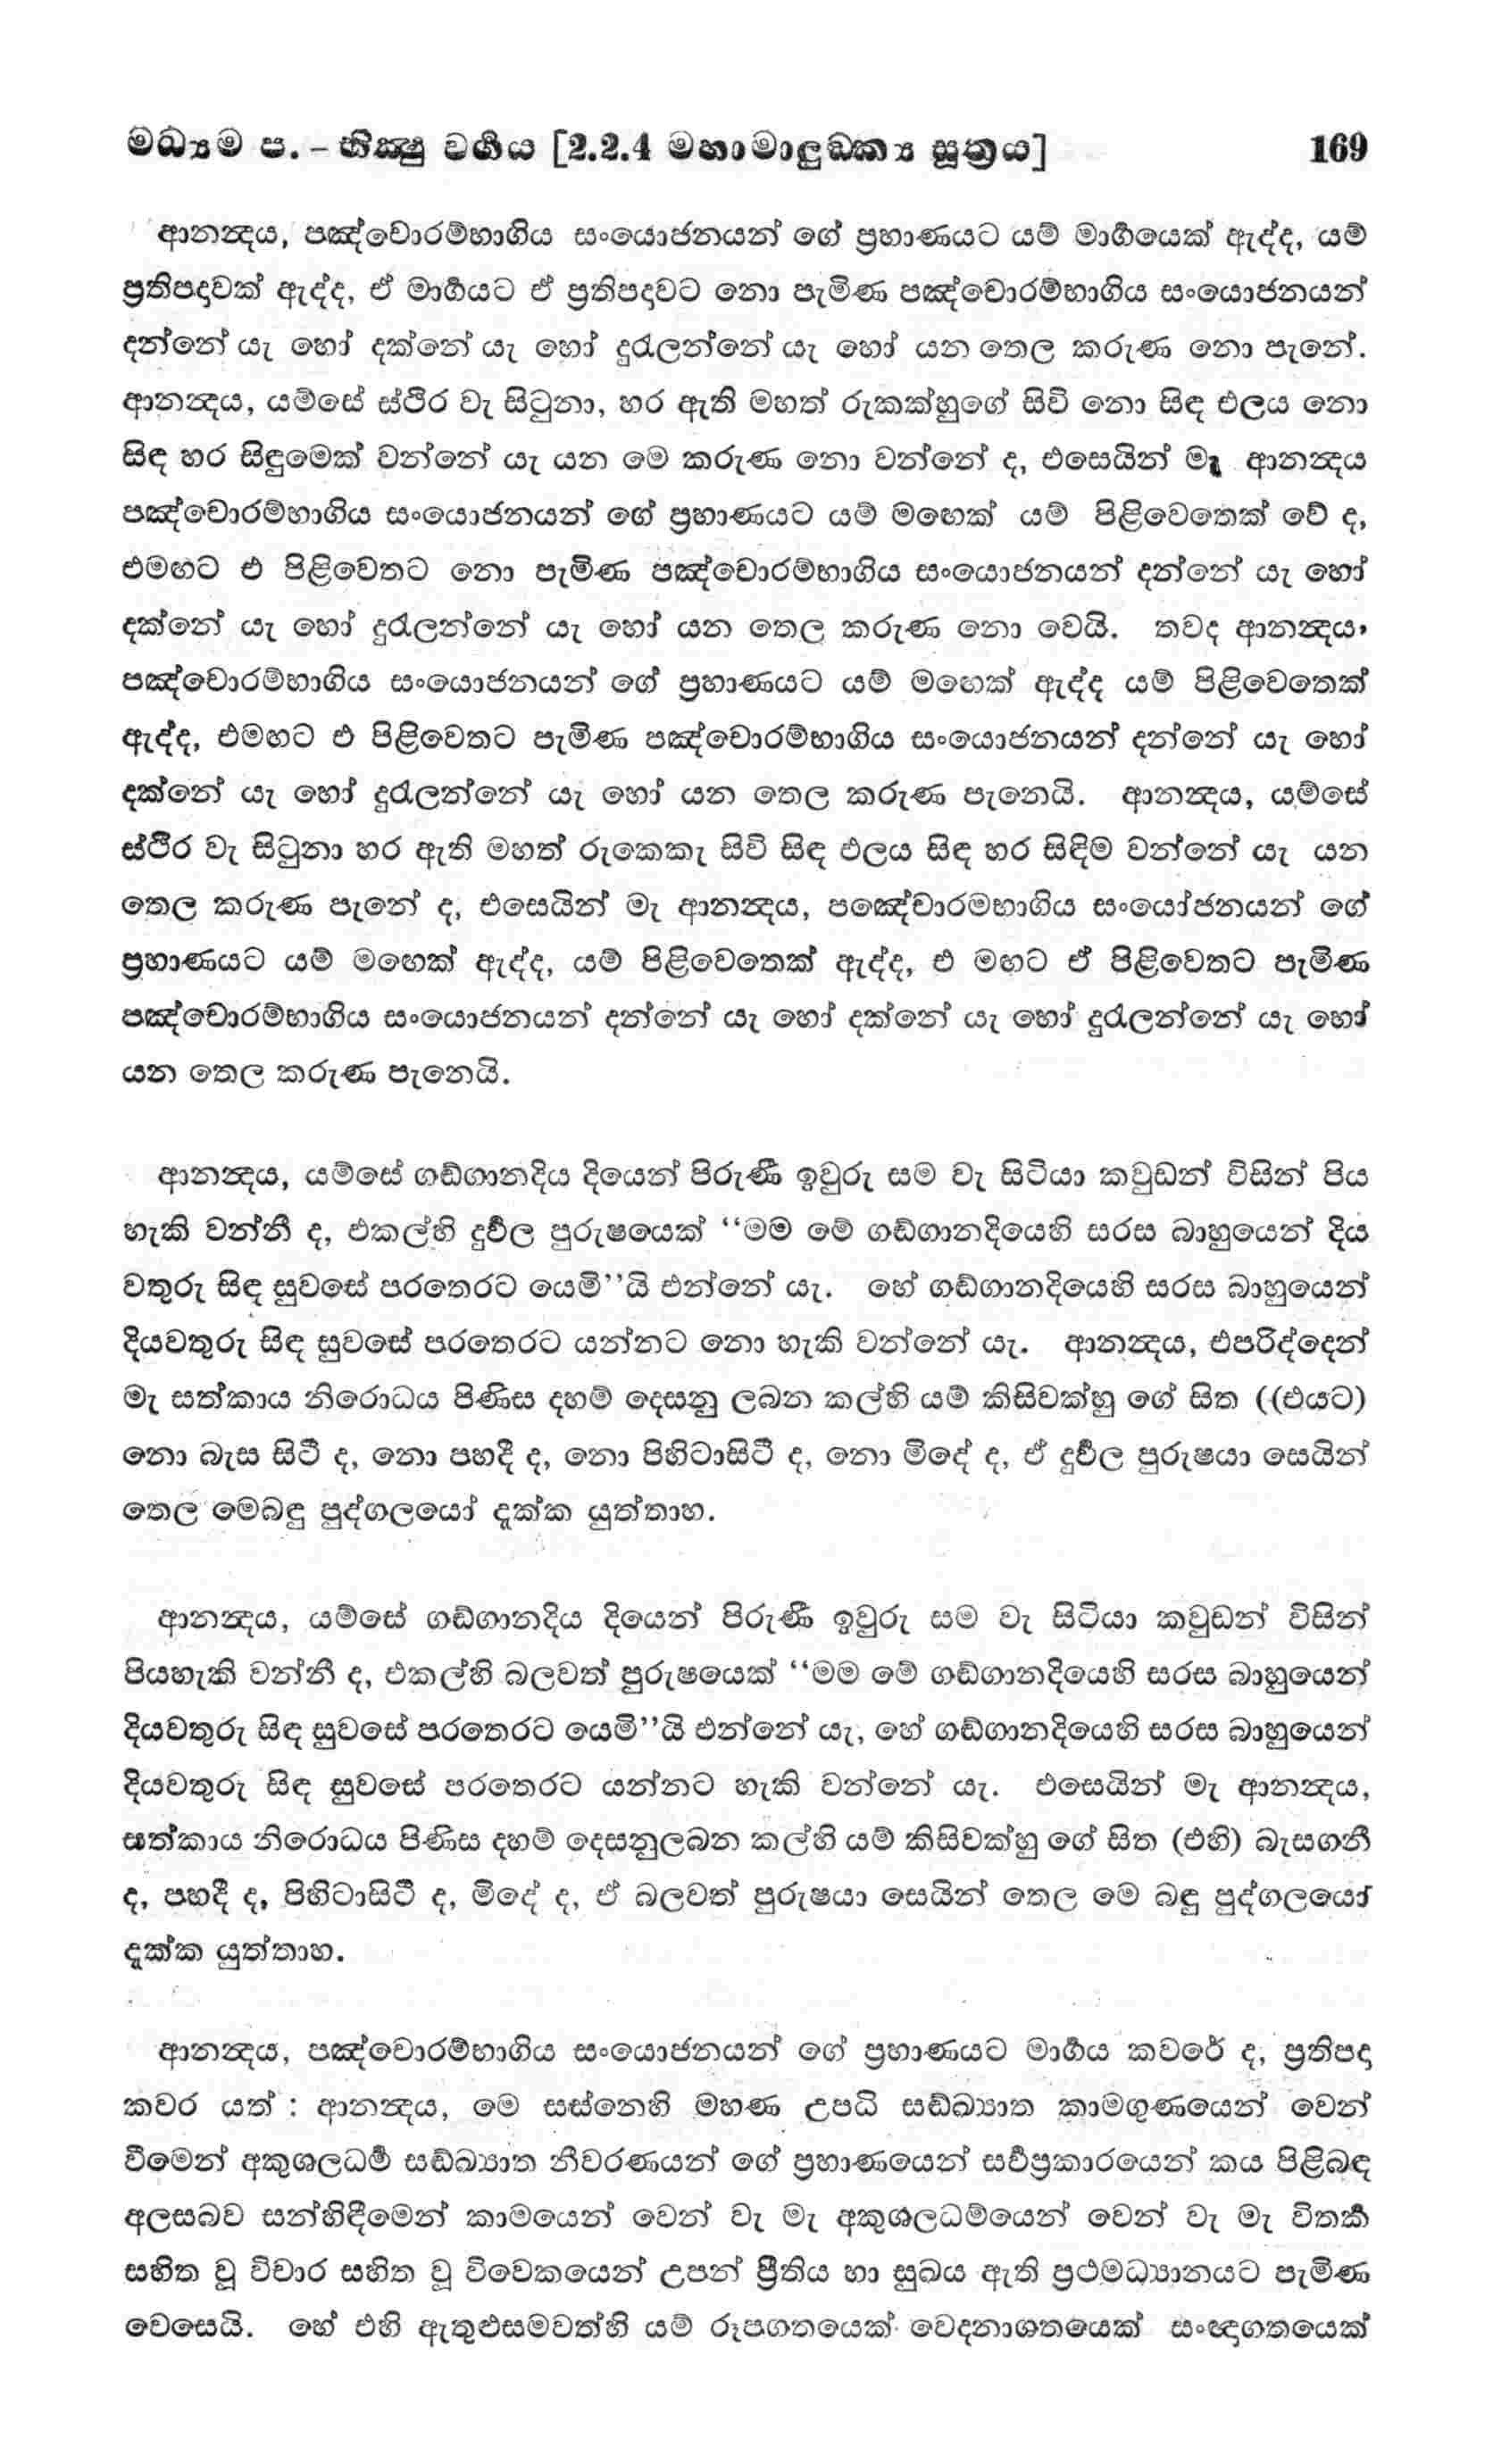 මධ්‍යම ප. – භික්‍ෂු වර්‍ගය [2.2.4 මහාමාලුඞ්ක්‍ය සූත්‍රය] 169
ආනන්‍දය, පඤ්චොරම්භාගිය සංයොජනයන් ගේ ප්‍රහාණයට යම් මාර්‍ගයෙක් ඇද්ද, යම්
ප්‍රතිපදාවක් ඇද්ද, ඒ මාර්‍ගයට ඒ ප්‍රතිපදාවට නො පැමිණ පඤ්චොරම්භාගිය සංයොජනයන්
දන්නේ යැ හෝ දක්නේ යැ හෝ දුරැලන්නේ යැ හෝ යන තෙල කරුණ නො පැනේ.
ආනන්‍දය, යම්සේ ස්ථිර වැ සිටුනා, හර ඇති මහත් රුකක්හුගේ සිවි නො සිඳ එලය නො
සිඳ හර සිඳුමෙක් වන්නේ යැ යන මෙ කරුණ නො වන්නේ ද, එසෙයින් මැ ආනන්‍දය
පඤ්චොරම්භාගිය සංයොජනයන් ගේ ප්‍රහාණයට යම් මඟෙක් යම් පිළිවෙතෙක් වේ ද,
එමඟට එ පිළිවෙතට නො පැමිණ පඤ්චොරම්භාගිය සංයොජනයන් දන්නේ යැ හෝ
දක්නේ යැ හෝ දුරැලන්නේ යැ හෝ යන තෙල කරුණ නො වෙයි. තවද ආනන්‍දය,
පඤ්චොරම්භාගිය සංයොජනයන් ගේ ප්‍රහාණයට යම් මඟෙක් ඇද්ද යම් පිළිවෙතෙක්
ඇද්ද, එමඟට එ පිළිවෙතට පැමිණ පඤ්චොරම්භාගිය සංයොජනයන් දන්නේ යැ හෝ
දක්නේ යැ හෝ දුරැලන්නේ යැ හෝ යන තෙල කරුණ පැනෙයි. ආනන්‍දය, යම්සේ
ස්ථිර වැ සිටුනා හර ඇති මහත් රුකෙකැ සිවි සිඳ ඵලය සිඳ හර සිඳිම වන්නේ යැ යන
තෙල කරුණ පැනේ ද, එසෙයින් මැ ආනන්‍දය, පඤේචාරමභාගිය සංයෝජනයන් ගේ
ප්‍රහාණයට යම් මඟෙක් ඇද්ද, යම් පිළිවෙතෙක් ඇද්ද, එ මඟට ඒ පිළිවෙතට පැමිණ
පඤ්චොරම්භාගිය සංයොජනයන් දන්නේ යැ හෝ දක්නේ යැ හෝ දුරැලන්නේ යැ හෝ
යන තෙල කරුණ පැනෙයි.
ආනන්‍දය, යම්සේ ගඞ්ගානදිය දියෙන් පිරුණී ඉවුරු සම වැ සිටියා කවුඩන් විසින් පිය
හැකි වන්නී ද, එකල්හි දුර්‍වල පුරුෂයෙක් “මම මේ ගඞ්ගානදියෙහි සරස බාහුයෙන් දිය
වතුරු සිඳ සුවසේ පරතෙරට යෙමි”යි එන්නේ යැ. හේ ගඞ්ගානදියෙහි සරස බාහුයෙන්
දියවතුරු සිඳ සුවසේ පරතෙරට යන්නට නො හැකි වන්නේ යැ. ආනන්‍දය, එපරිද්දෙන්
මැ සත්කාය නිරොධය පිණිස දහම් දෙසනු ලබන කල්හි යම් කිසිවක්හු ගේ සිත ((එයට)
නො බැස සිටී ද, නො පහදී ද, නො පිහිටාසිටී ද, නො මිදේ ද, ඒ දුර්‍වල පුරුෂයා සෙයින්
තෙල මෙබඳු පුද්ගලයෝ දැක්ක යුත්තාහ.
ආනන්‍දය, යම්සේ ගඞ්ගානදිය දියෙන් පිරුණී ඉවුරු සම වැ සිටියා කවුඩන් විසින්
පියහැකි වන්නී ද, එකල්හි බලවත් පුරුෂයෙක් “මම මේ ගඞ්ගානදියෙහි සරස බාහුයෙන්
දියවතුරු සිඳ සුවසේ පරතෙරට යෙමි”යි එන්නේ යැ, හේ ගඞ්ගානදියෙහි සරස බාහුයෙන්
දියවතුරු සිඳ සුවසේ පරතෙරට යන්නට හැකි වන්නේ යැ. එසෙයින් මැ ආනන්‍දය,
සත්කාය නිරොධය පිණිස දහම් දෙසනුලබන කල්හි යම් කිසිවක්හු ගේ සිත (එහි) බැසගනී
ද, පහදී ද, පිහිටාසිටී ද, මිදේ ද, ඒ බලවත් පුරුෂයා සෙයින් තෙල මෙ බඳු පුද්ගලයෝ
දැක්ක යුත්තාහ.
ආනන්‍දය, පඤ්චොරම්භාගිය සංයොජනයන් ගේ ප්‍රහාණයට මාර්‍ගය කවරේ ද, ප්‍රතිපදා
කවර යත් : ආනන්‍දය, මෙ සස්නෙහි මහණ උපධි සඞ්ඛ්‍යාත කාමගුණයෙන් වෙන්
වීමෙන් අකුශලධර්‍ම සඞ්ඛ්‍යාත නීවරණයන් ගේ ප්‍රහාණයෙන් සර්‍වප්‍රකාරයෙන් කය පිළිබඳ
අලසබව සන්හිඳීමෙන් කාමයෙන් වෙන් වැ මැ අකුශලධම්යෙන් වෙන් වැ මැ විතර්‍ක
සහිත වූ විචාර සහිත වූ විවෙකයෙන් උපන් ප්‍රීතිය හා සුඛය ඇති ප්‍රථමධ්‍යානයට පැමිණ
වෙසෙයි. හේ එහි ඇතුළුසමවත්හි යම් රූපගතයෙක් වෙදනාශතයෙක් සංඥාගතයෙක්